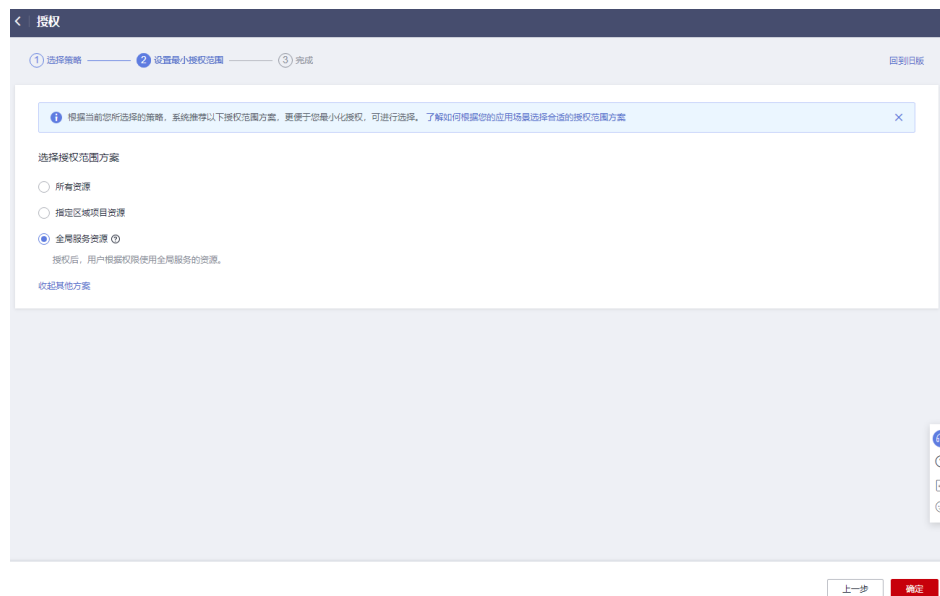 授权
1 选择策略 2 设置最小授权范围 3 完成 回到旧版
根据当前您所选择的策略，系统推荐以下授权范围方案，更便于您最小化授权，可进行选择。 了解如何根据您的应用场景选择合适的授权范围方案
选择授权范围方案
所有资源
指定区域项目资源
全局服务资源
授权后，用户根据权限使用全局服务的资源。
收起其他方案
上一步 确定